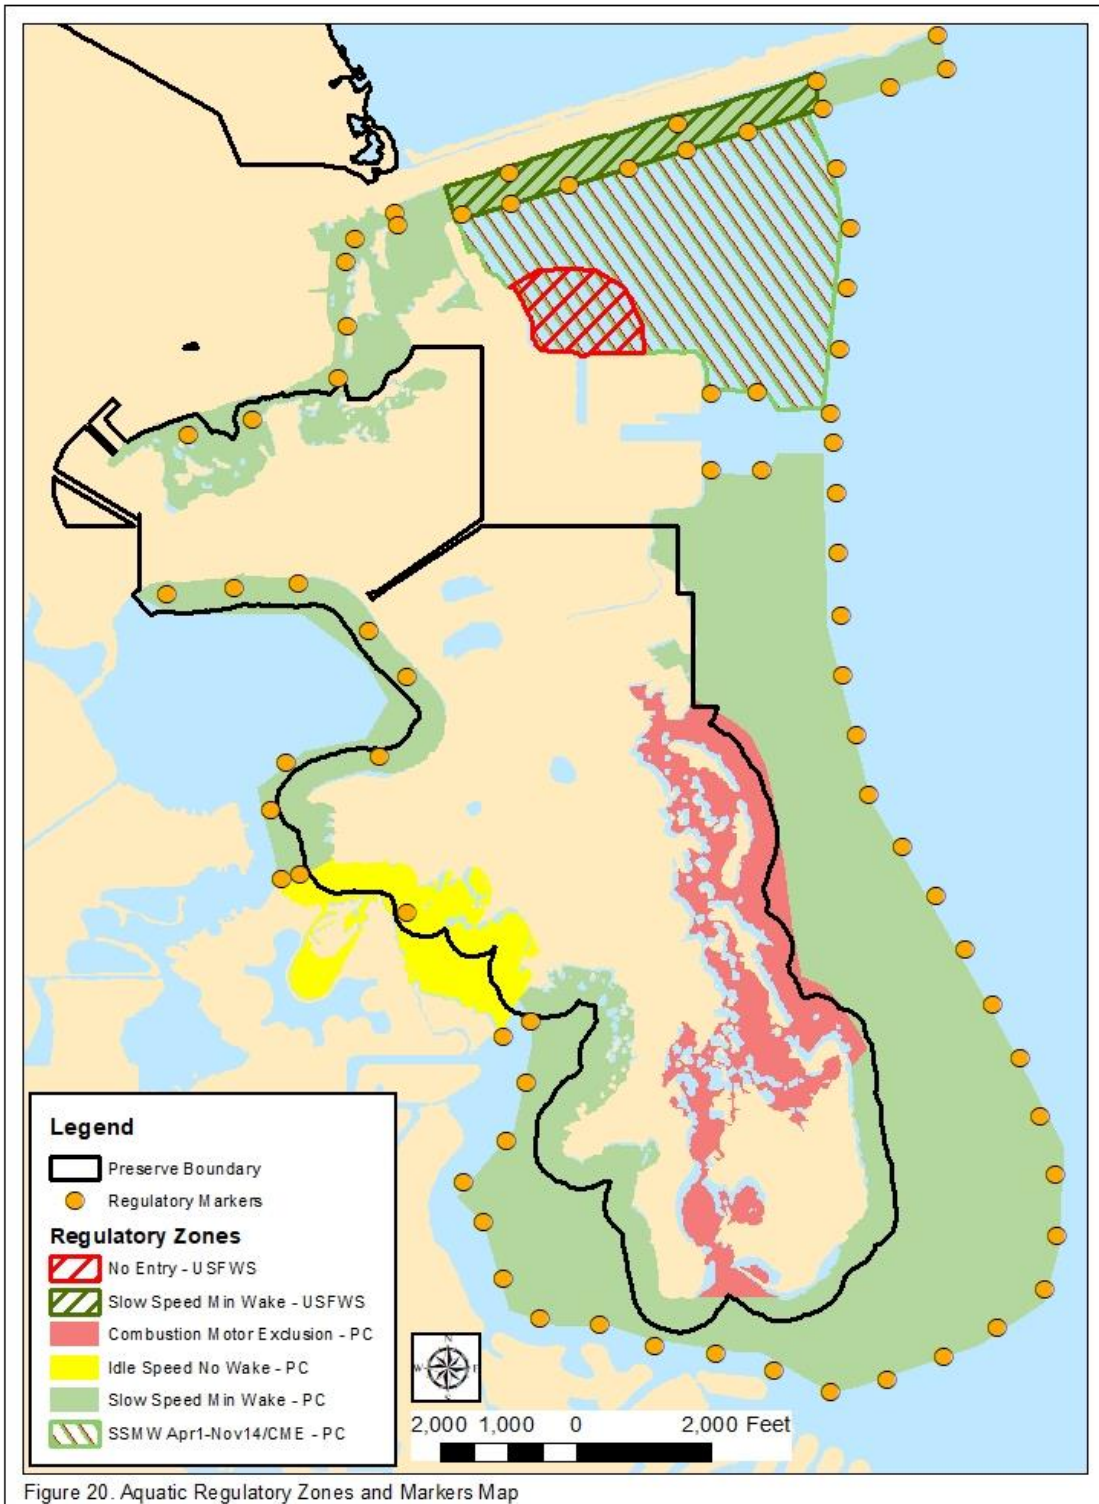 Legend
Preserve Boundary
Regulatory Markers
Regulatory Zones
No Entry - USFWS
Slow Speed Min Wake - USFWS
Combustion Motor Exclusion - PC
Idle Speed No Wake - PC
Slow Speed Min Wake - PC
SSMW Apr1-Nov14/CME - PC
N
W E
S
2,000 1,000 0 2,000 Feet
Figure 20. Aquatic Regulatory Zones and Markers Map